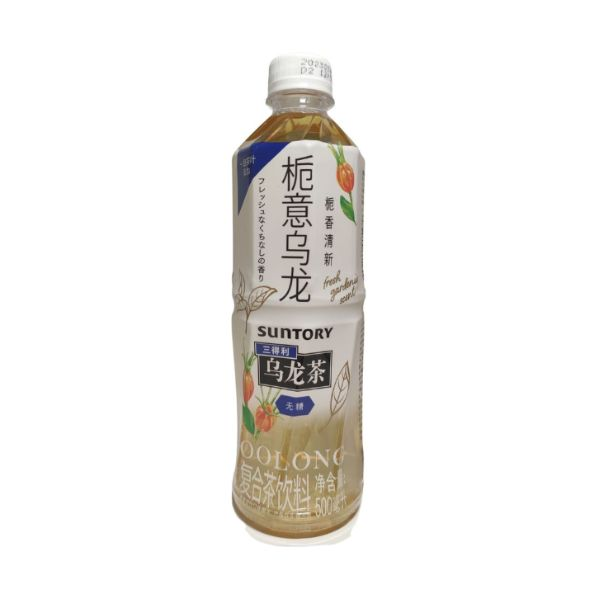 栀意乌龙
栀香清新
フレッシュなくちなしの香り
fresh
gardenia
scent
SUNTORY
三得利
乌龙茶
无糖
OOLONG
复合茶饮料
净含量:
500毫升